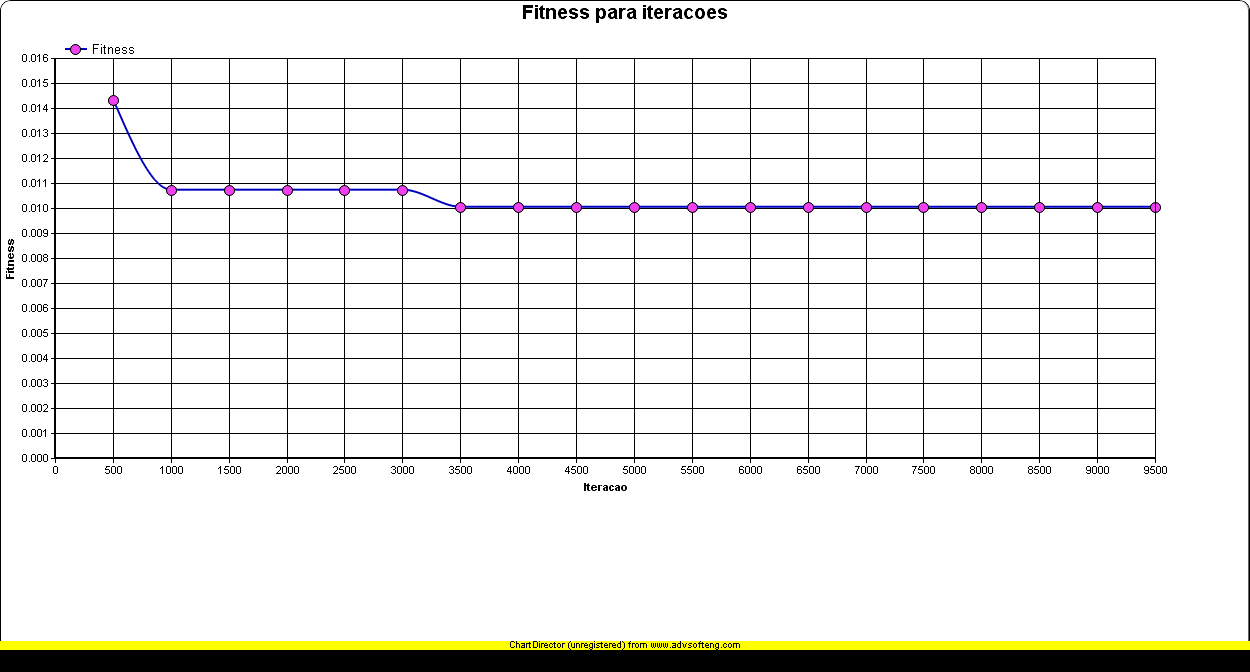 Fitness para iteracoes
Fitness
0.016
0.015
0.014
0.013
0.012
0.011
0.010
0.009
0.008
0.007
0.006
0.005
0.004
0.003
0.002
0.001
0.000
Fitness
0 500 1000 1500 2000 2500 3000 3500 4000 4500 5000 5500 6000 6500 7000 7500 8000 8500 9000 9500
Iteracao
ChartDirector (unregistered) from www.advsofteng.com